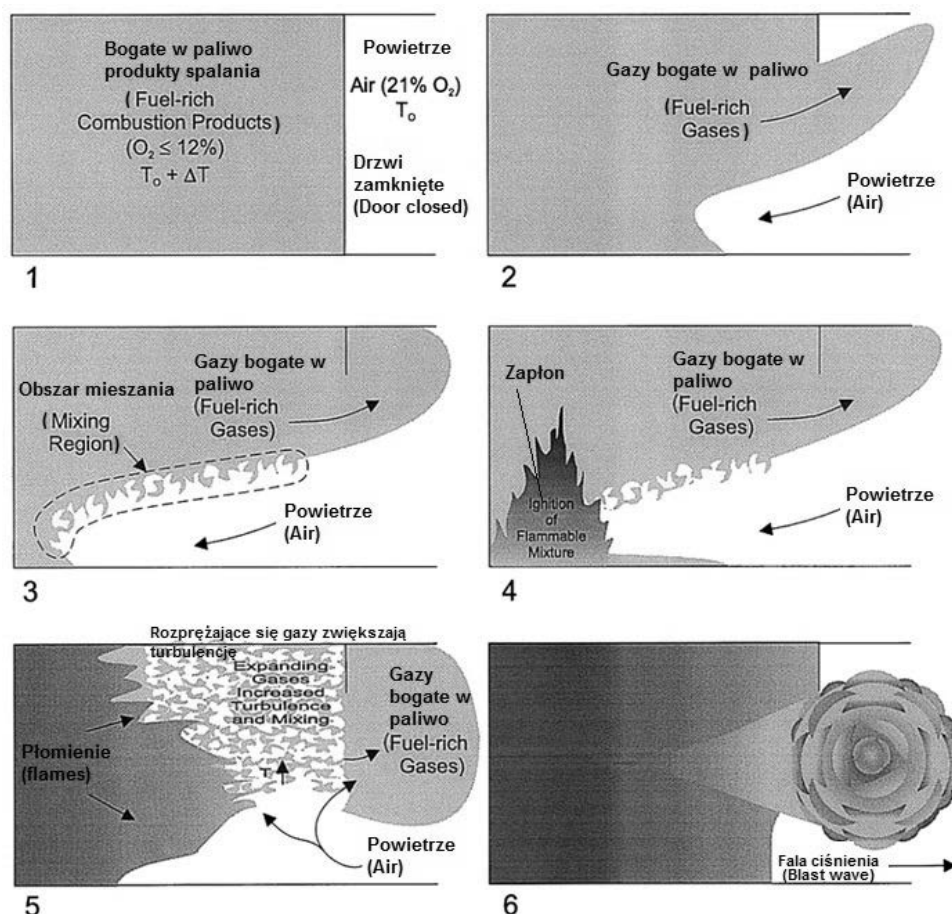 Bogate w paliwo
produkty spalania
(Fuel-rich
Combustion Products)
(O₂ ≤ 12%)
T₀ + ΔT
Powietrze
Air (21% O₂)
T₀
Drzwi
zamknięte
(Door closed)
1
Gazy bogate w paliwo
(Fuel-rich
Gases)
Powietrze
(Air)
2
Obszar mieszania
(Mixing
Region)
Gazy bogate w
paliwo
(Fuel-rich
Gases)
Powietrze
(Air)
3
Zapłon
Ignition
of
Flammable
Mixture
Gazy bogate w
paliwo
(Fuel-rich
Gases)
Powietrze
(Air)
4
Rozprężające się gazy zwiększają
turbulencję
Expanding
Gases
Increased
Turbulence
and Mixing
Gazy
bogate w
paliwo
(Fuel-rich
Gases)
Płomienie
(flames)
Powietrze
(Air)
5
Fala ciśnienia
(Blast wave)
6